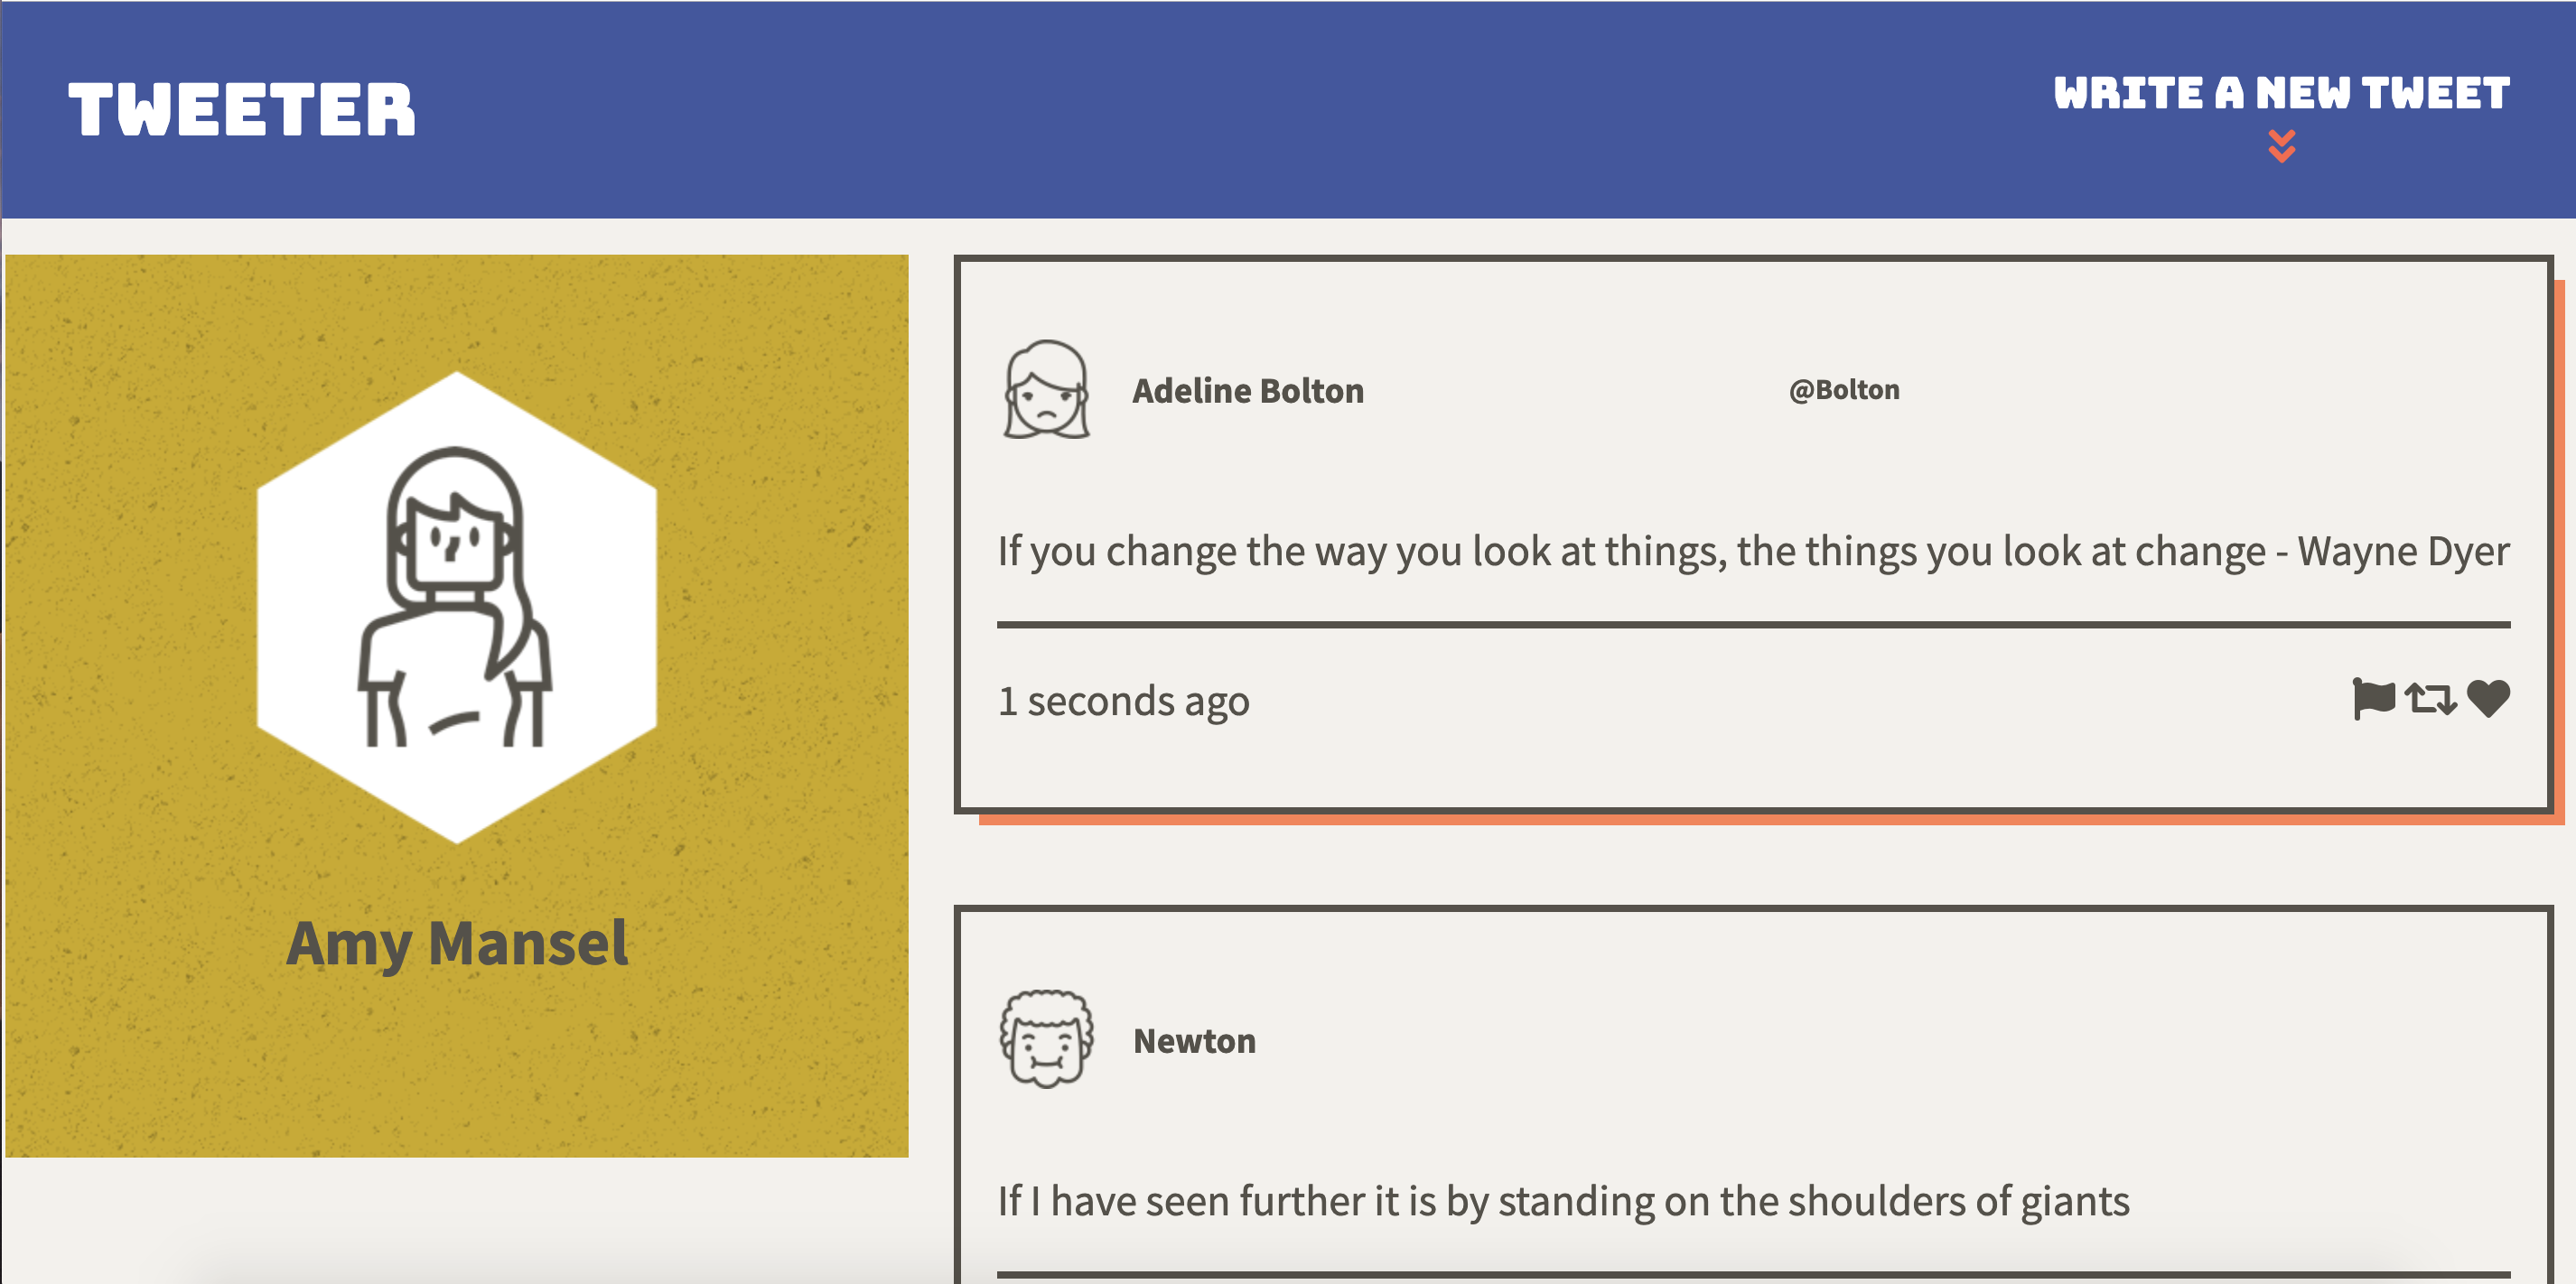 TWEETER
WRITE A NEW TWEET
Amy Mansel
Adeline Bolton
@Bolton
If you change the way you look at things, the things you look at change - Wayne Dyer
1 seconds ago
Newton
If I have seen further it is by standing on the shoulders of giants